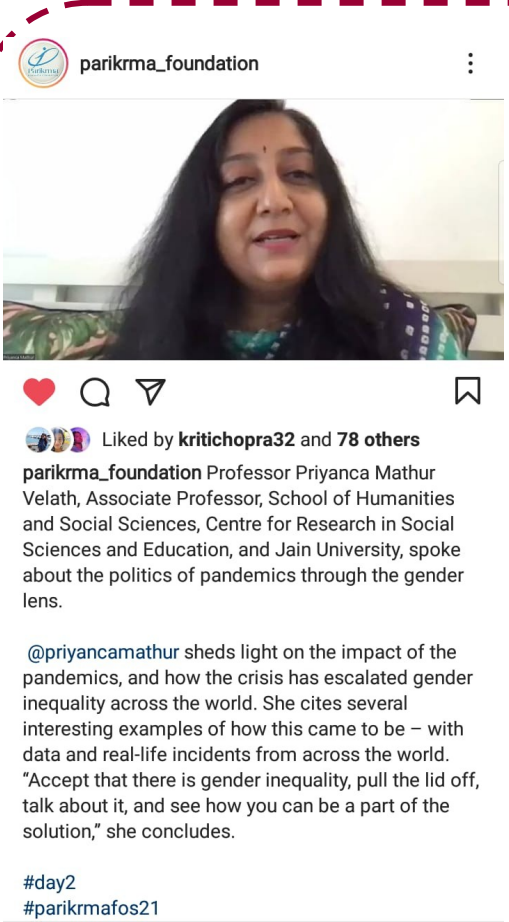 Parikrma
parikrma_foundation
Priyanca Mathur
Liked by kritichopra32 and 78 others
parikrma_foundation Professor Priyanca Mathur
Velath, Associate Professor, School of Humanities
and Social Sciences, Centre for Research in Social
Sciences and Education, and Jain University, spoke
about the politics of pandemics through the gender
lens.
@priyancamathur sheds light on the impact of the
pandemics, and how the crisis has escalated gender
inequality across the world. She cites several
interesting examples of how this came to be – with
data and real-life incidents from across the world.
“Accept that there is gender inequality, pull the lid off,
talk about it, and see how you can be a part of the
solution,” she concludes.
#day2
#parikrmafos21